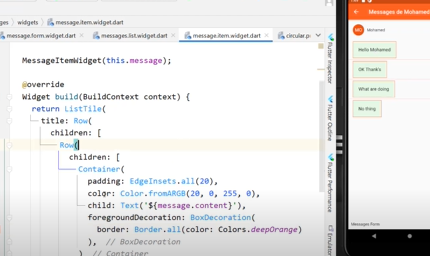 ges > widgets > message.item.widget.dart
message.form.widget.dart × messages.list.widget.dart × message.item.widget.dart × circular.p
MessageItemWidget(this.message);
@override
Widget build(BuildContext context) {
return ListTile(
title: Row(
children: [
Row(
children: [
Container(
padding: EdgeInsets.all(20),
color: Color.fromARGB(20, 0, 255, 0),
child: Text('${message.content}'),
foregroundDecoration: BoxDecoration(
border: Border.all(color: Colors.deepOrange)
), // BoxDecoration
) // Container
Flutter Inspector
Flutter Outline
Flutter Performance
Emulator
Messages de Mohamed
MO Mohamed
Hello Mohamed
OK Thank's
What are doing
No thing
Messages Form